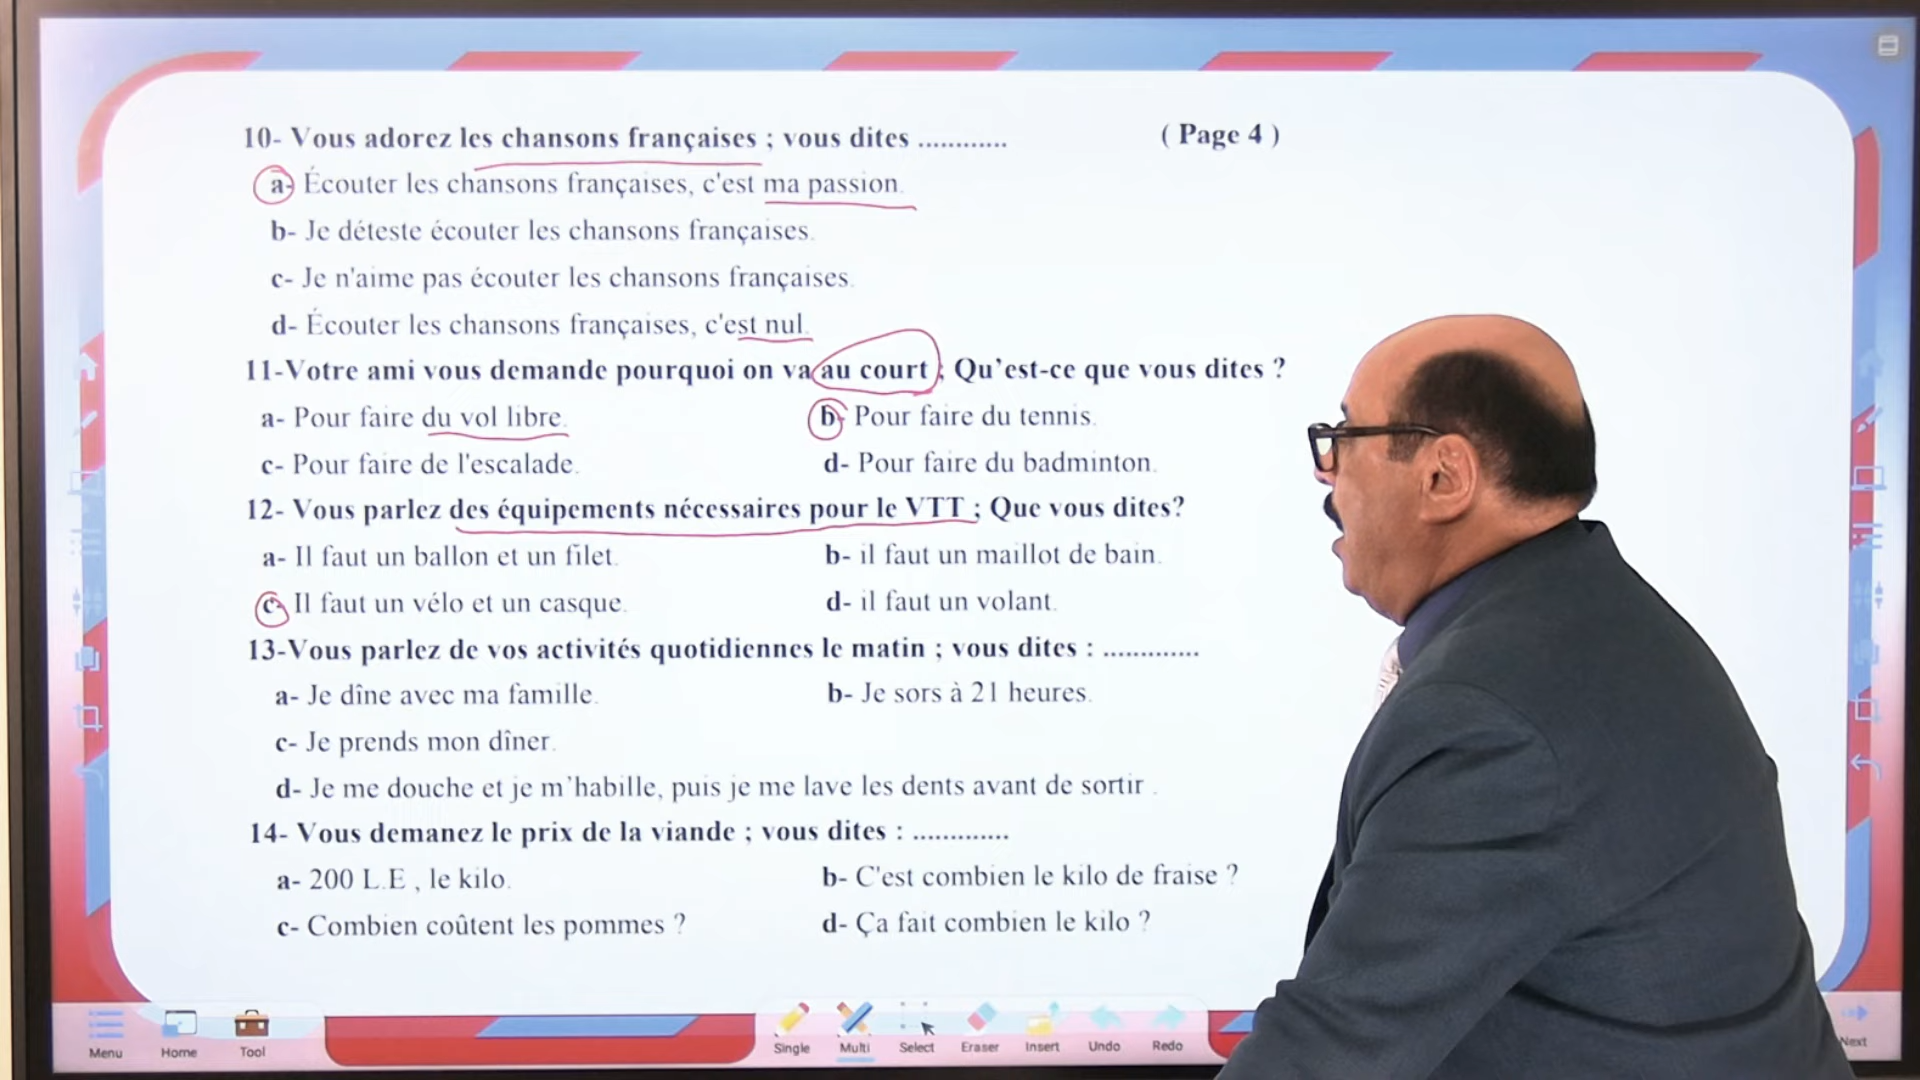 10- Vous adorez les chansons françaises ; vous dites ............ ( Page 4 )
a- Écouter les chansons françaises, c'est ma passion.
b- Je déteste écouter les chansons françaises.
c- Je n'aime pas écouter les chansons françaises.
d- Écouter les chansons françaises, c'est nul.
11-Votre ami vous demande pourquoi on va au court ; Qu’est-ce que vous dites ?
a- Pour faire du vol libre. b- Pour faire du tennis.
c- Pour faire de l'escalade. d- Pour faire du badminton.
12- Vous parlez des équipements nécessaires pour le VTT ; Que vous dites?
a- Il faut un ballon et un filet. b- il faut un maillot de bain.
c- Il faut un vélo et un casque. d- il faut un volant.
13-Vous parlez de vos activités quotidiennes le matin ; vous dites : .............
a- Je dîne avec ma famille. b- Je sors à 21 heures.
c- Je prends mon dîner.
d- Je me douche et je m’habille, puis je me lave les dents avant de sortir .
14- Vous demanez le prix de la viande ; vous dites : .............
a- 200 L.E , le kilo. b- C'est combien le kilo de fraise ?
c- Combien coûtent les pommes ? d- Ça fait combien le kilo ?
Menu Home Tool Single Multi Select Eraser Insert Undo Redo Next